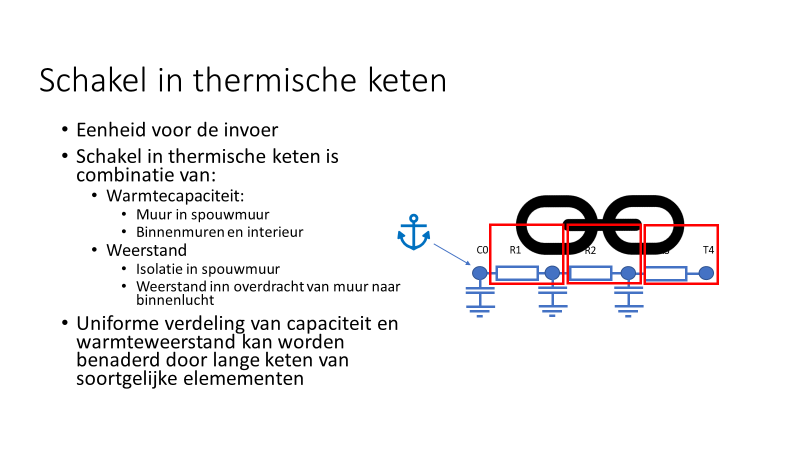 Schakel in thermische keten
• Eenheid voor de invoer
• Schakel in thermische keten is
combinatie van:
• Warmtecapaciteit:
• Muur in spouwmuur
• Binnenmuren en interieur
• Weerstand
• Isolatie in spouwmuur
• Weerstand inn overdracht van muur naar
binnenlucht
• Uniforme verdeling van capaciteit en
warmteweerstand kan worden
benaderd door lange keten van
soortgelijke elemementen
C0 R1 R2 T4